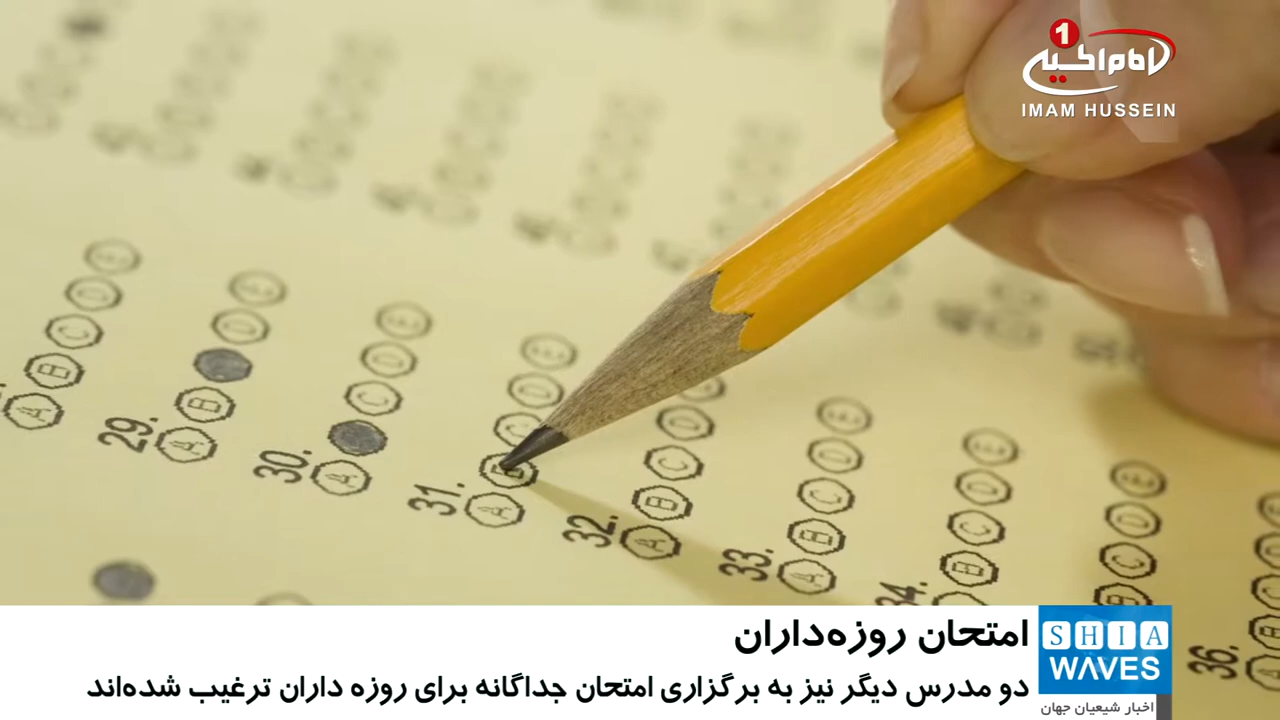 1
امام الحسین
IMAM HUSSEIN
E
D
C
B
A
29.
E
D
B
A
30.
E
D
C
A
31.
E
D
C
B
A
32.
D
C
B
A
33.
E
D
C
B
A
34.
E
D
C
B
E
D
C
B
36.
امتحان روزه‌داران
دو مدرس دیگر نیز به برگزاری امتحان جداگانه برای روزه داران ترغیب شده‌اند
SHIA
WAVES
اخبار شیعیان جهان